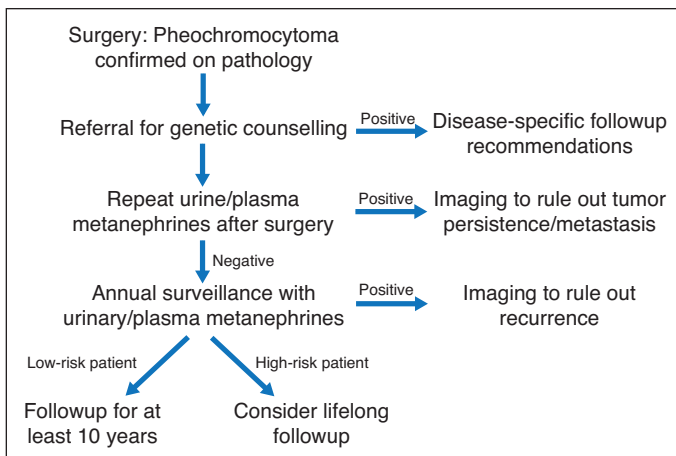 Surgery: Pheochromocytoma
confirmed on pathology
Referral for genetic counselling
Positive
Disease-specific followup
recommendations
Repeat urine/plasma
metanephrines after surgery
Positive
Imaging to rule out tumor
persistence/metastasis
Negative
Annual surveillance with
urinary/plasma metanephrines
Positive
Imaging to rule out
recurrence
Low-risk patient
High-risk patient
Followup for at
least 10 years
Consider lifelong
followup